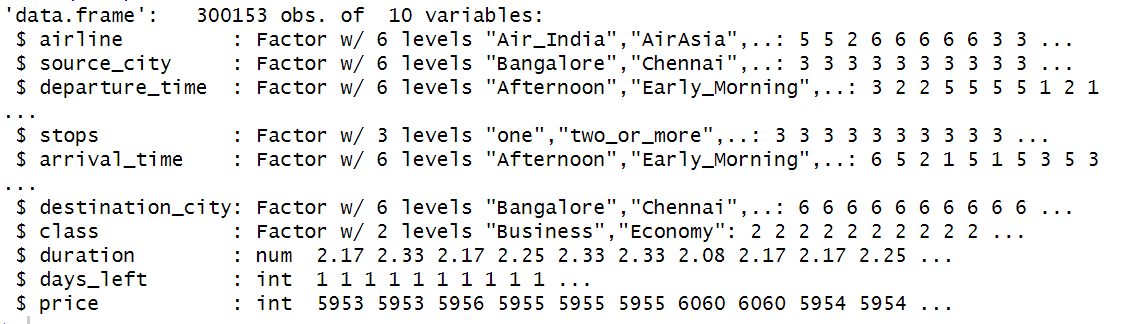 'data.frame':   300153 obs. of  10 variables:
 $ airline         : Factor w/ 6 levels "Air_India","AirAsia",..: 5 5 2 6 6 6 6 6 3 3 ...
 $ source_city     : Factor w/ 6 levels "Bangalore","Chennai",..: 3 3 3 3 3 3 3 3 3 3 ...
 $ departure_time  : Factor w/ 6 levels "Afternoon","Early_Morning",..: 3 2 2 5 5 5 5 1 2 1
...
 $ stops           : Factor w/ 3 levels "one","two_or_more",..: 3 3 3 3 3 3 3 3 3 3 ...
 $ arrival_time    : Factor w/ 6 levels "Afternoon","Early_Morning",..: 6 5 2 1 5 1 5 3 5 3
...
 $ destination_city: Factor w/ 6 levels "Bangalore","Chennai",..: 6 6 6 6 6 6 6 6 6 6 ...
 $ class           : Factor w/ 2 levels "Business","Economy": 2 2 2 2 2 2 2 2 2 2 ...
 $ duration        : num  2.17 2.33 2.17 2.25 2.33 2.33 2.08 2.17 2.17 2.25 ...
 $ days_left       : int  1 1 1 1 1 1 1 1 1 1 ...
 $ price           : int  5953 5953 5956 5955 5955 5955 6060 6060 5954 5954 ...